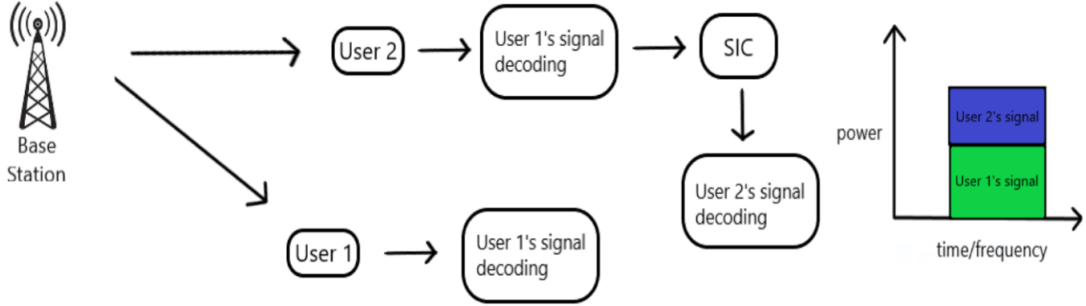 Base
Station
User 2
User 1's signal
decoding
SIC
User 2's signal
decoding
User 1
User 1's signal
decoding
power
User 2's signal
User 1's signal
time/frequency